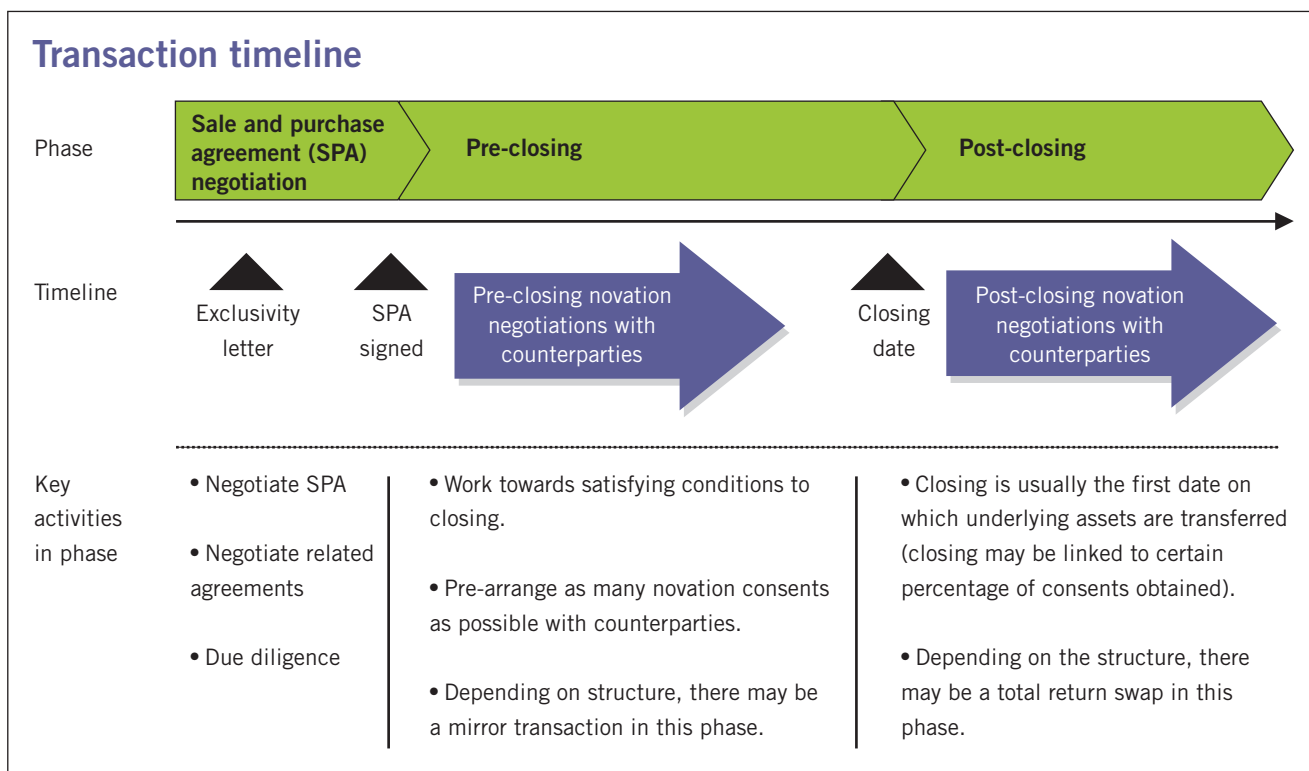 Transaction timeline
Phase
Sale and purchase
agreement (SPA)
negotiation
Pre-closing
Post-closing
Timeline
Exclusivity
letter
SPA
signed
Pre-closing novation
negotiations with
counterparties
Closing
date
Post-closing novation
negotiations with
counterparties
Key
activities
in phase
• Negotiate SPA
• Negotiate related
agreements
• Due diligence
• Work towards satisfying conditions to
closing.
• Pre-arrange as many novation consents
as possible with counterparties.
• Depending on structure, there may be
a mirror transaction in this phase.
• Closing is usually the first date on
which underlying assets are transferred
(closing may be linked to certain
percentage of consents obtained).
• Depending on the structure, there
may be a total return swap in this
phase.